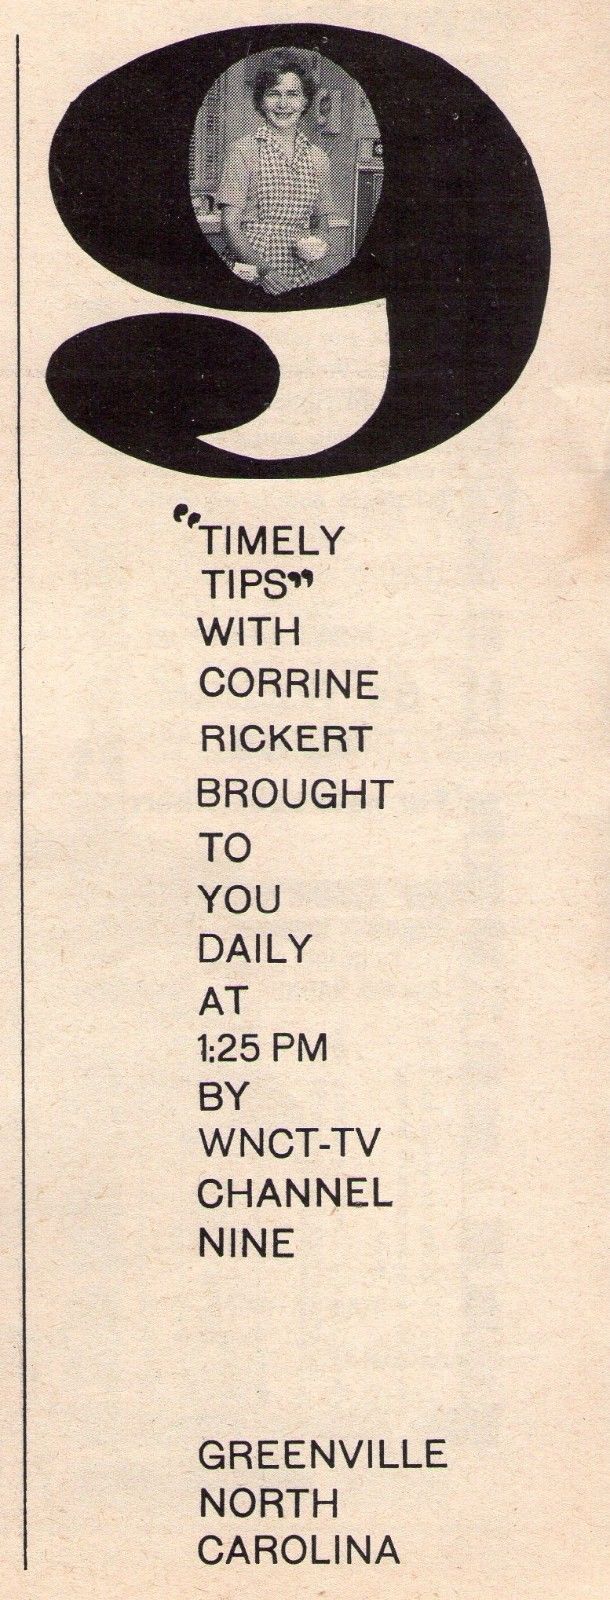 9
“TIMELY
TIPS”
WITH
CORRINE
RICKERT
BROUGHT
TO
YOU
DAILY
AT
1:25 PM
BY
WNCT-TV
CHANNEL
NINE
GREENVILLE
NORTH
CAROLINA